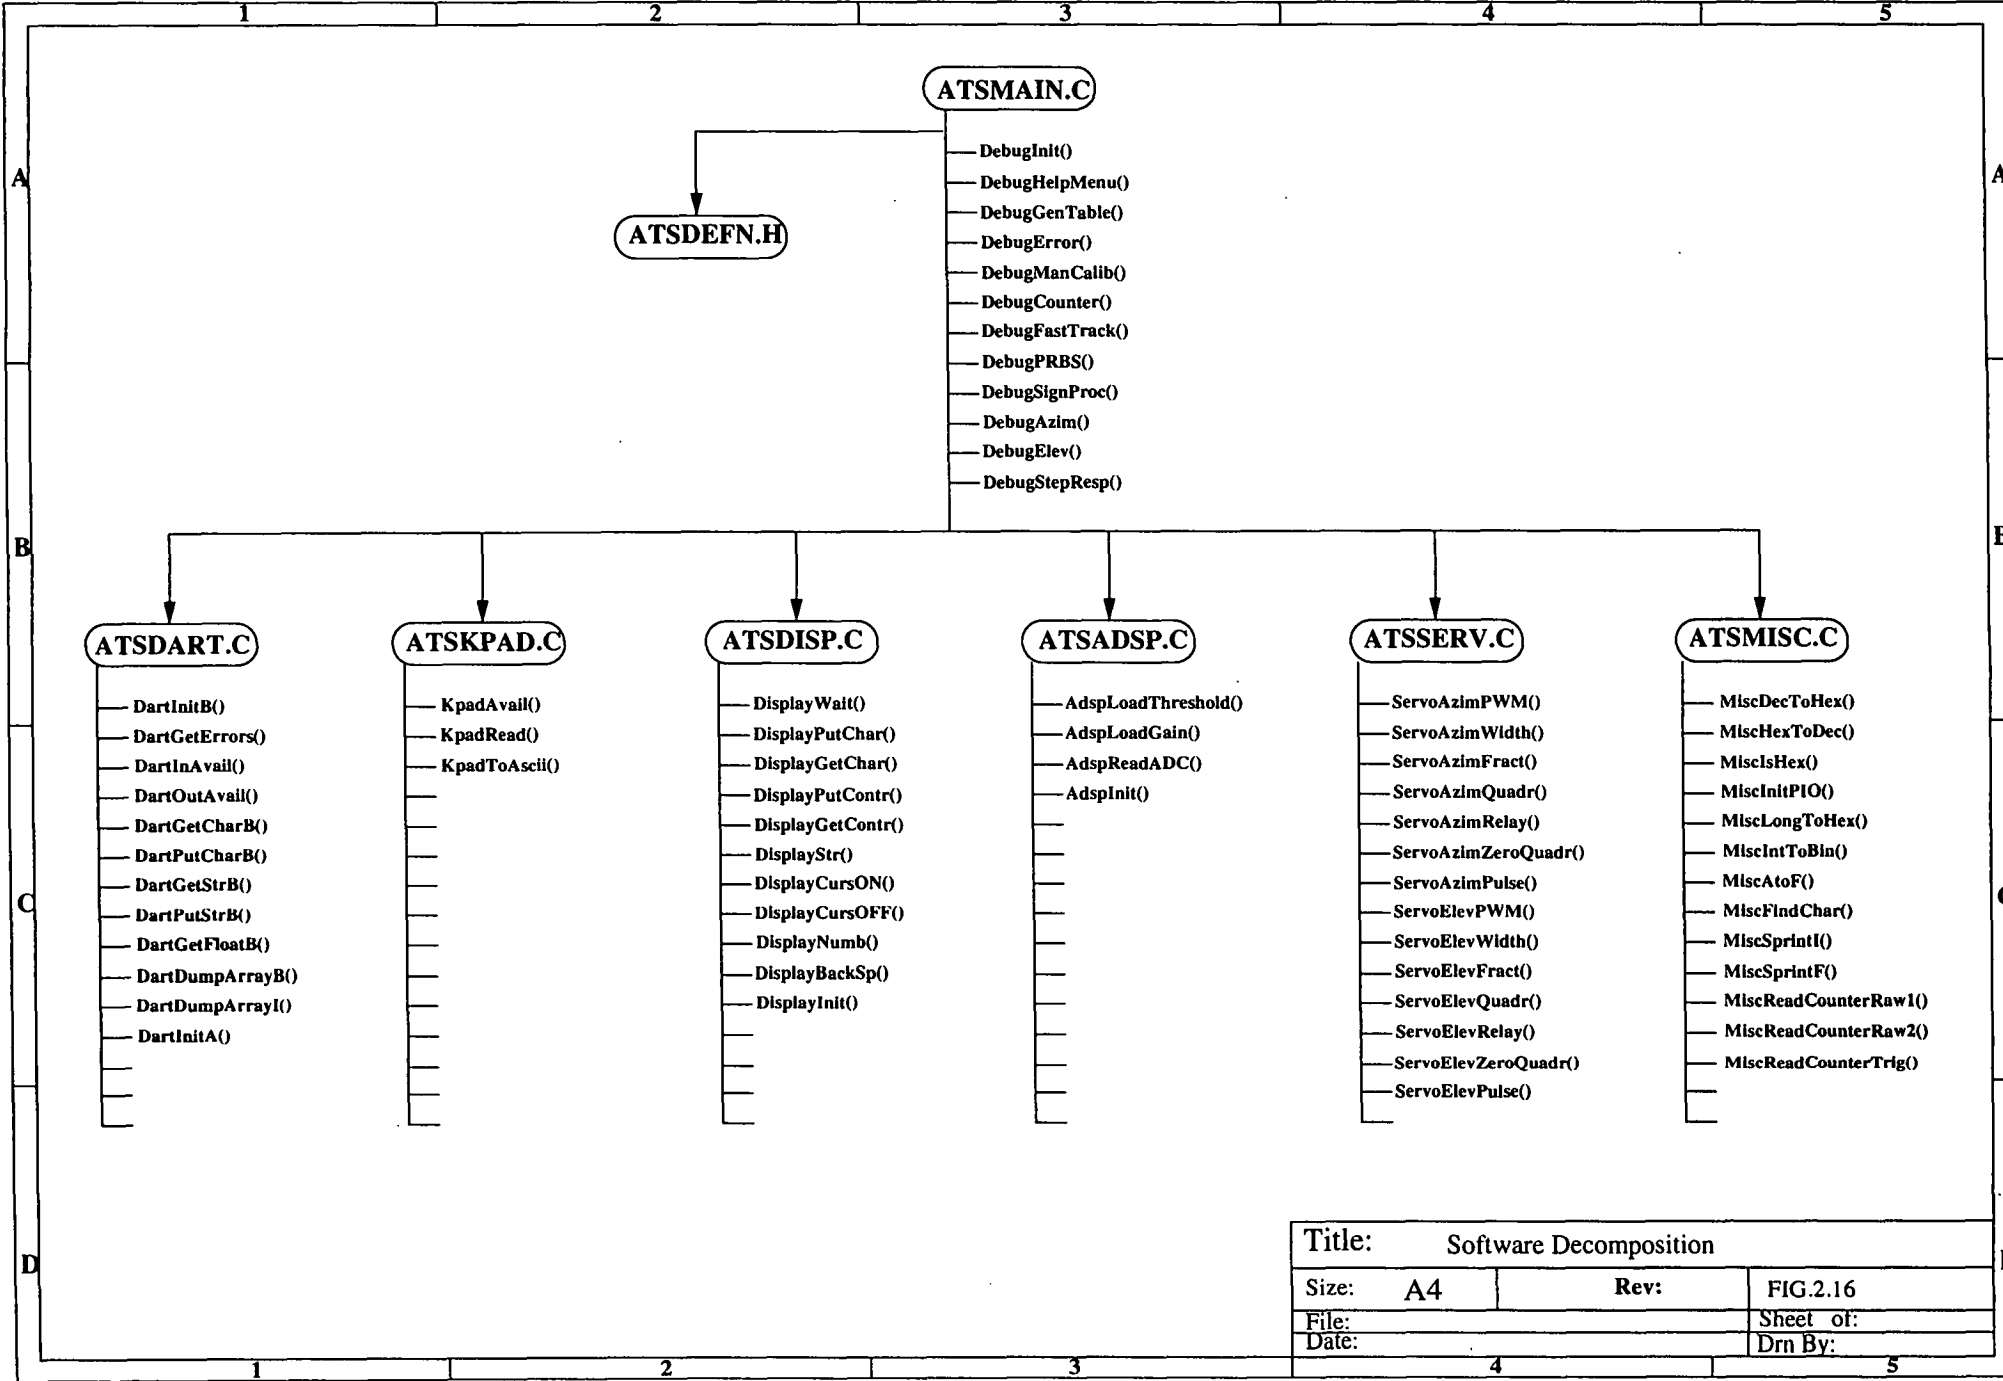 1 2 3 4 5
ATSMAIN.C
DebugInit()
DebugHelpMenu()
DebugGenTable()
DebugError()
DebugManCalib()
DebugCounter()
DebugFastTrack()
DebugPRBS()
DebugSignProc()
DebugAzim()
DebugElev()
DebugStepResp()
A A
ATSDEFN.H
B
ATSDART.C
DartInitB()
DartGetErrors()
DartInAvail()
DartOutAvail()
DartGetCharB()
DartPutCharB()
DartGetStrB()
DartPutStrB()
DartGetFloatB()
DartDumpArrayB()
DartDumpArrayI()
DartInitA()
ATSKPAD.C
KpadAvail()
KpadRead()
KpadToAscii()
ATSDISP.C
DisplayWait()
DisplayPutChar()
DisplayGetChar()
DisplayPutContr()
DisplayGetContr()
DisplayStr()
DisplayCursON()
DisplayCursOFF()
DisplayNumb()
DisplayBackSp()
DisplayInit()
ATSADSP.C
AdspLoadThreshold()
AdspLoadGain()
AdspReadADC()
AdspInit()
ATSSERV.C
ServoAzimPWM()
ServoAzimWidth()
ServoAzimFract()
ServoAzimQuadr()
ServoAzimRelay()
ServoAzimZeroQuadr()
ServoAzimPulse()
ServoElevPWM()
ServoElevWidth()
ServoElevFract()
ServoElevQuadr()
ServoElevRelay()
ServoElevZeroQuadr()
ServoElevPulse()
ATSMISC.C
MiscDecToHex()
MiscHexToDec()
MiscIsHex()
MiscInitPIO()
MiscLongToHex()
MiscIntToBin()
MiscAtoF()
MiscFindChar()
MiscSprintI()
MiscSprintF()
MiscReadCounterRaw1()
MiscReadCounterRaw2()
MiscReadCounterTrig()
C
D
Title: Software Decomposition
Size: A4 Rev: FIG.2.16
File: Sheet of:
Date: Drn By:
1 2 3 4 5